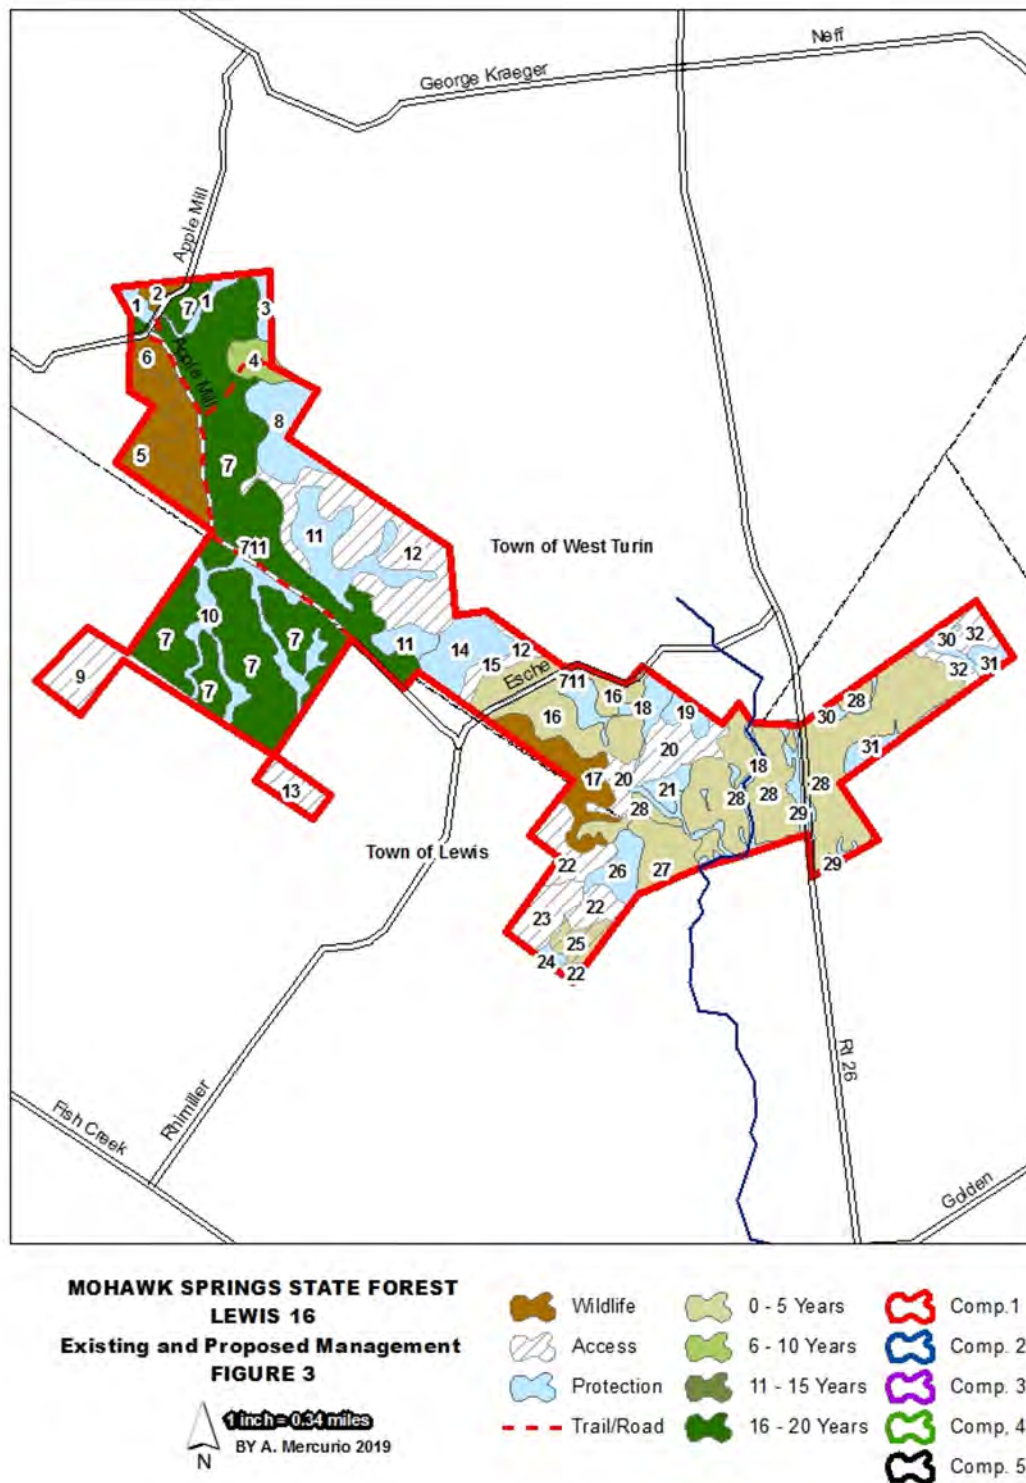 Neff
George Kraeger
Apple Mill
1
2
7
1
3
6
Apple Mill
4
8
5
7
11
12
711
Town of West Turin
10
7
7
7
7
9
11
14
12
15
Esche
711
16
18
19
16
20
17
20
21
28
18
28
28
28
29
29
30
28
31
30
32
32
31
13
Town of Lewis
22
26
27
23
22
25
24
22
Rt 26
Rhimiller
Fish Creek
Golden
MOHAWK SPRINGS STATE FOREST
LEWIS 16
Existing and Proposed Management
FIGURE 3
1 inch = 0.34 miles
BY A. Mercurio 2019
N
Wildlife
Access
Protection
Trail/Road
0 - 5 Years
6 - 10 Years
11 - 15 Years
16 - 20 Years
Comp.1
Comp. 2
Comp. 3
Comp, 4
Comp. 5